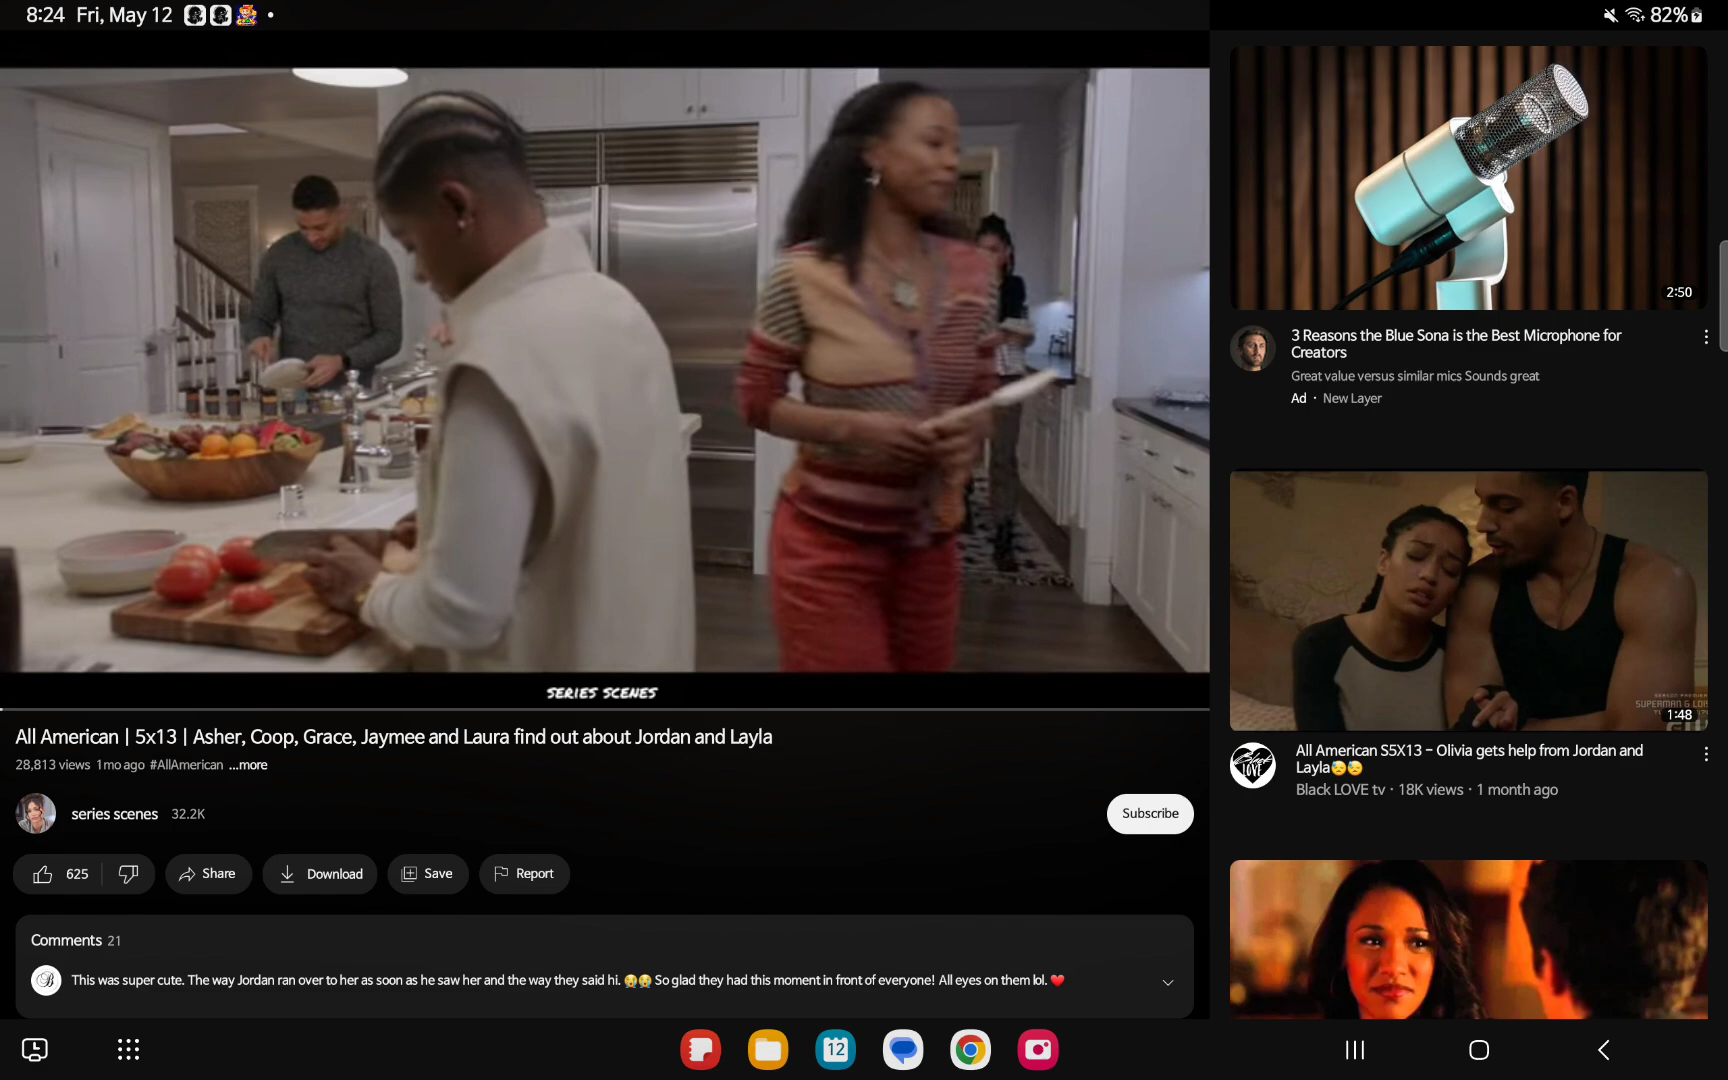 8:24 Fri, May 12
82%
SERIES SCENES
All American | 5x13 | Asher, Coop, Grace, Jaymee and Laura find out about Jordan and Layla
28,813 views 1mo ago #AllAmerican ...more
series scenes 32.2K
Subscribe
625
Share
Download
Save
Report
Comments 21
This was super cute. The way Jordan ran over to her as soon as he saw her and the way they said hi. 😭😭 So glad they had this moment in front of everyone! All eyes on them lol. ❤️
2:50
3 Reasons the Blue Sona is the Best Microphone for
Creators
Great value versus similar mics Sounds great
Ad · New Layer
SEASON PREMIERE
SUPERMAN & LOIS
1:48
Black LOVE
All American S5X13 – Olivia gets help from Jordan and
Layla😓😓
Black LOVE tv · 18K views · 1 month ago
12